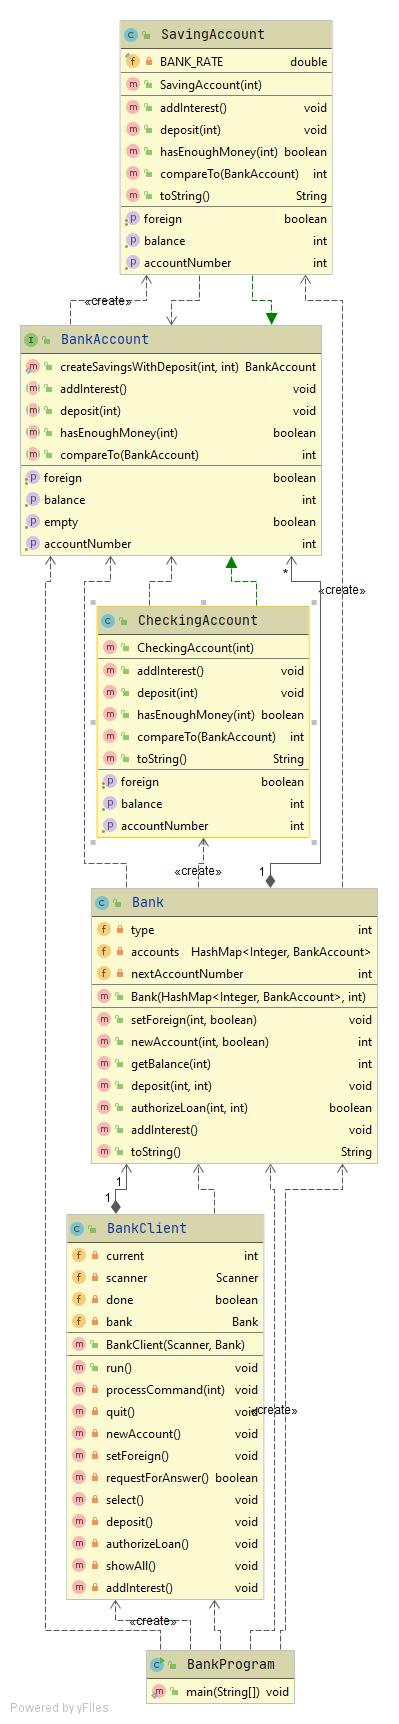 SavingAccount
BANK_RATE double
SavingAccount(int)
addInterest() void
deposit(int) void
hasEnoughMoney(int) boolean
compareTo(BankAccount) int
toString() String
foreign boolean
balance int
accountNumber int
«create»
BankAccount
createSavingsWithDeposit(int, int) BankAccount
addInterest() void
deposit(int) void
hasEnoughMoney(int) boolean
compareTo(BankAccount) int
foreign boolean
balance int
empty boolean
accountNumber int
*
«create»
CheckingAccount
CheckingAccount(int)
addInterest() void
deposit(int) void
hasEnoughMoney(int) boolean
compareTo(BankAccount) int
toString() String
foreign boolean
balance int
accountNumber int
«create»
1
Bank
type int
accounts HashMap<Integer, BankAccount>
nextAccountNumber int
Bank(HashMap<Integer, BankAccount>, int)
setForeign(int, boolean) void
newAccount(int, boolean) int
getBalance(int) int
deposit(int, int) void
authorizeLoan(int, int) boolean
addInterest() void
toString() String
1
1
BankClient
current int
scanner Scanner
done boolean
bank Bank
BankClient(Scanner, Bank)
run() void
processCommand(int) void
quit() void
«create»
newAccount() void
setForeign() void
requestForAnswer() boolean
select() void
deposit() void
authorizeLoan() void
showAll() void
addInterest() void
«create»
BankProgram
main(String[]) void
Powered by yFiles